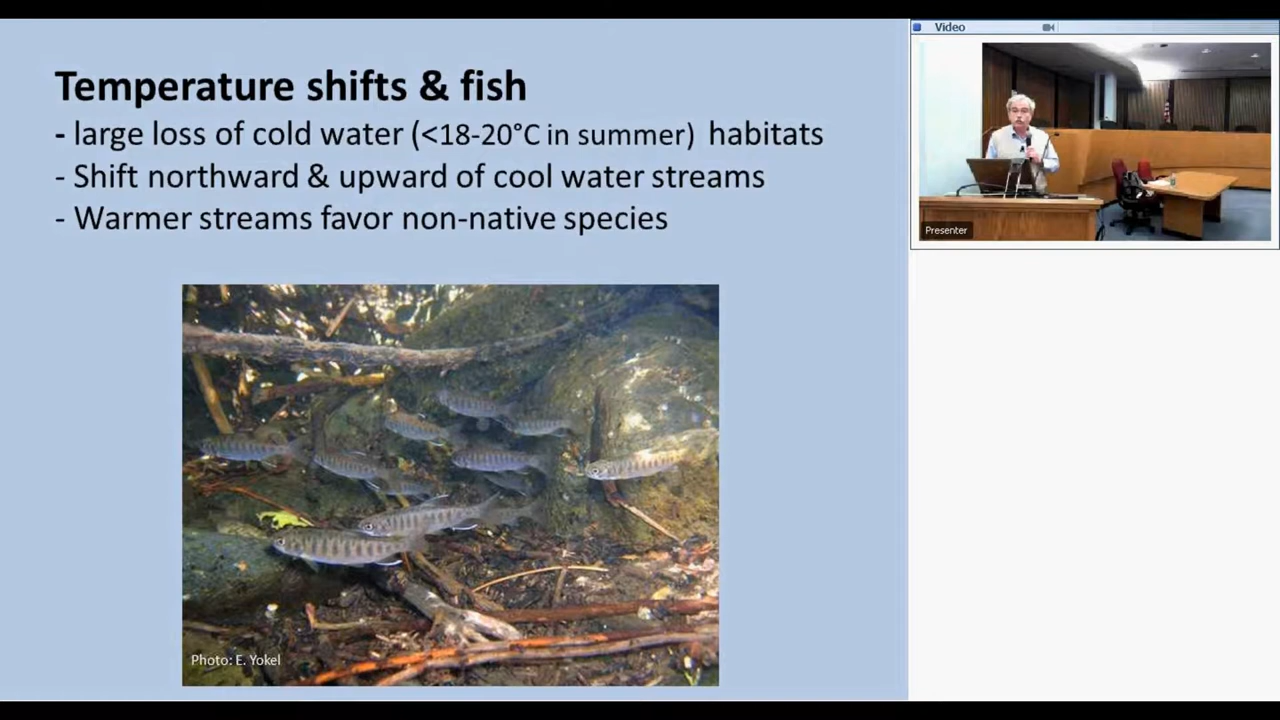 Temperature shifts & fish
- large loss of cold water (<18-20°C in summer) habitats
- Shift northward & upward of cool water streams
- Warmer streams favor non-native species
Photo: E. Yokel
Video
Presenter